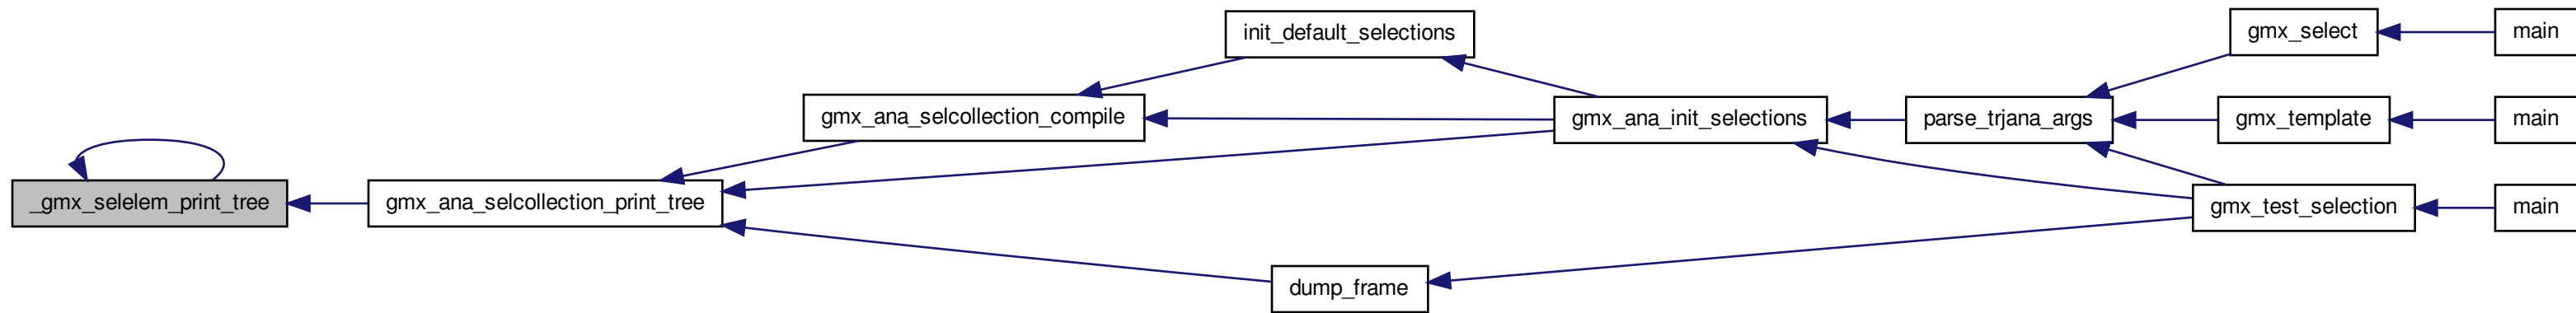 _gmx_selelem_print_tree
gmx_ana_selcollection_print_tree
gmx_ana_selcollection_compile
init_default_selections
dump_frame
gmx_ana_init_selections
parse_trjana_args
gmx_select
gmx_template
gmx_test_selection
main
main
main